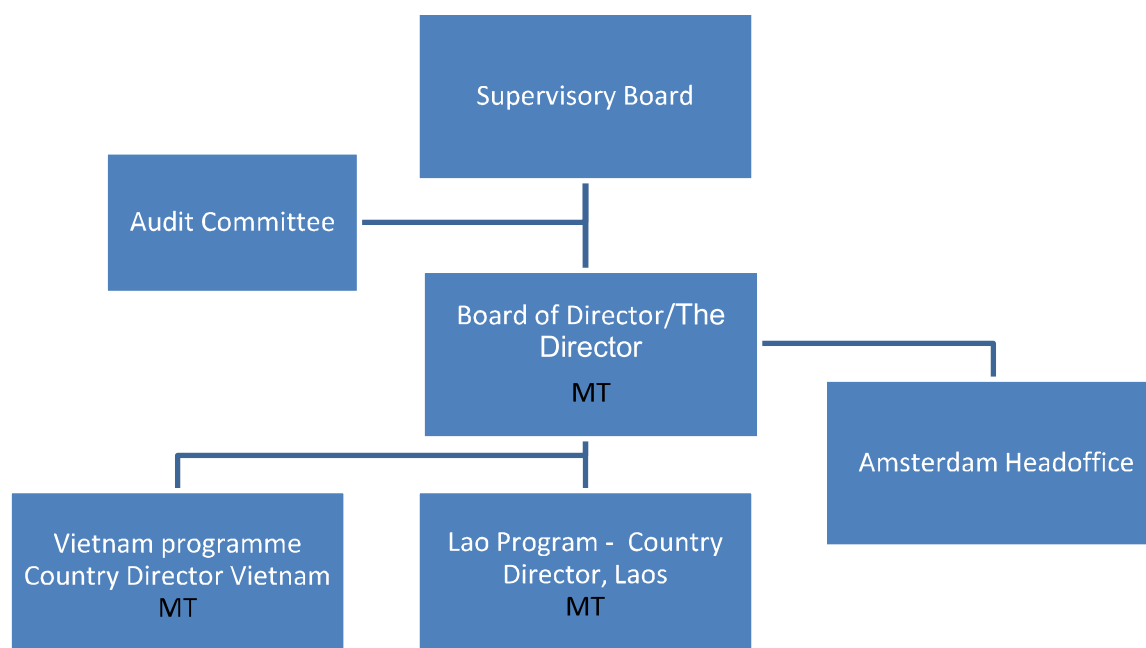 Supervisory Board
Audit Committee
Board of Director/The
Director
MT
Amsterdam Headoffice
Vietnam programme
Country Director Vietnam
MT
Lao Program -  Country
Director, Laos
MT